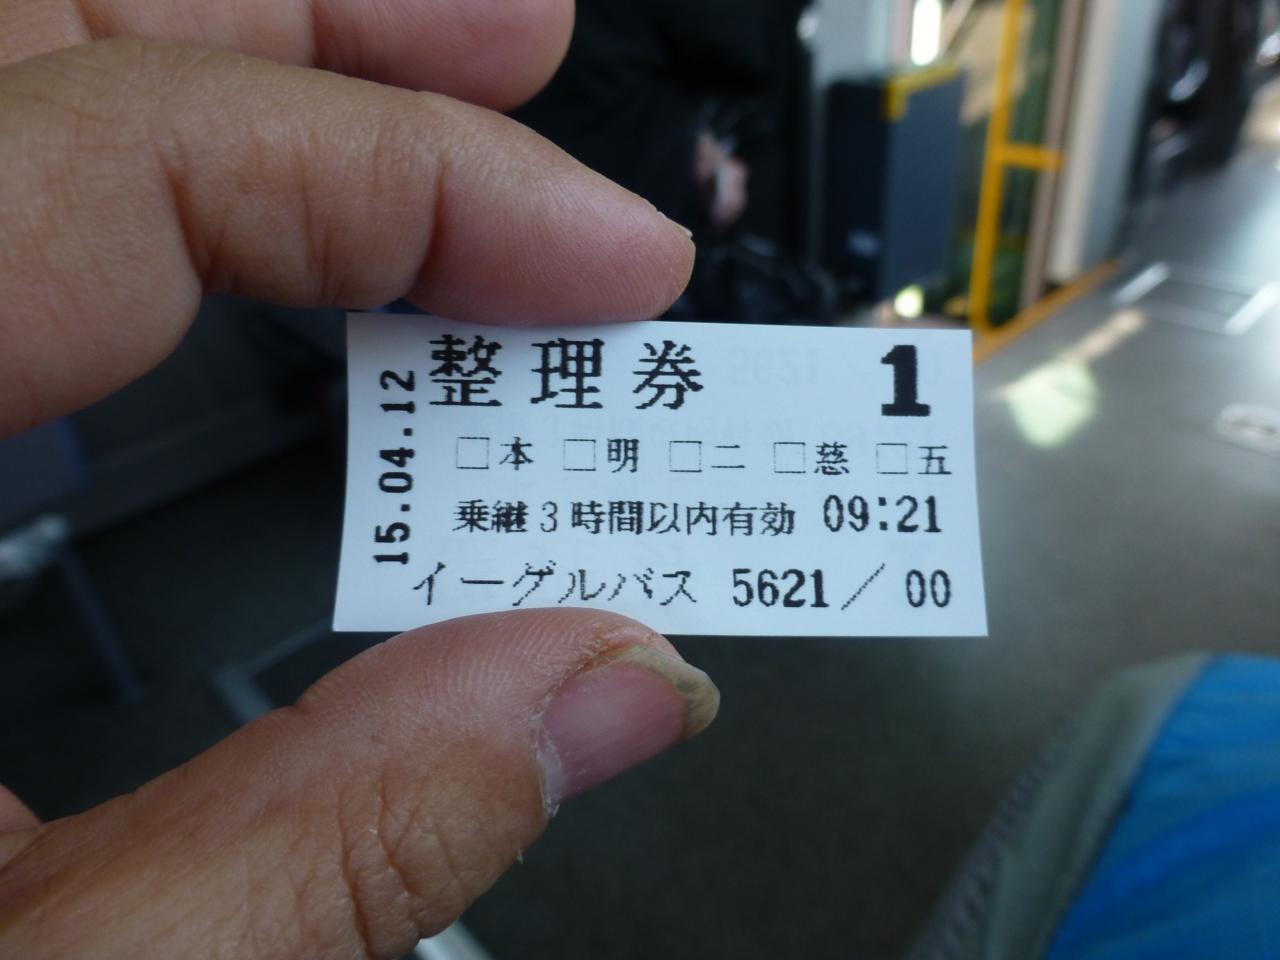 15.04.12
整理券 1
□本 □明 □二 □慈 □五
乗継3時間以内有効 09:21
イーグルバス 5621/00